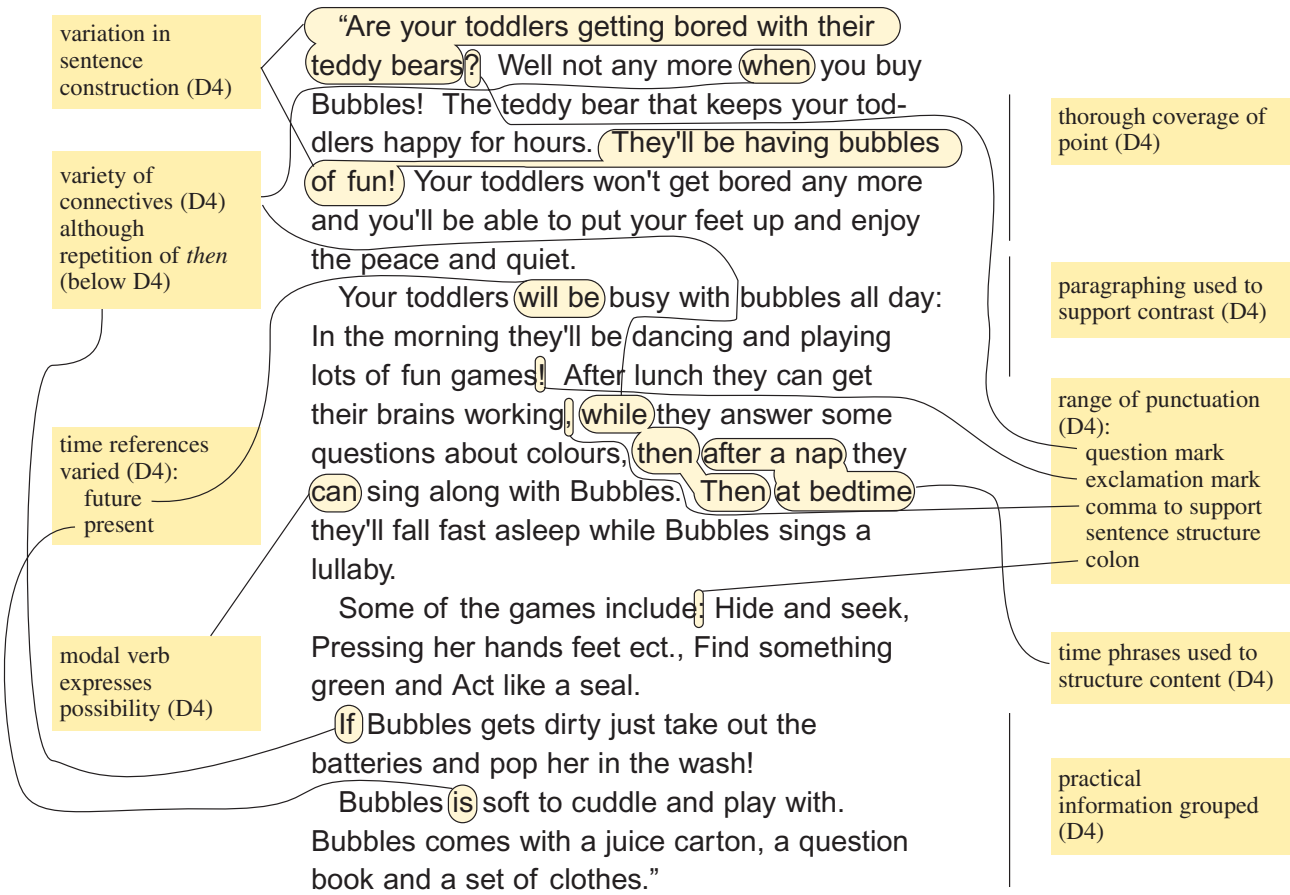 variation in
sentence
construction (D4)
variety of
connectives (D4)
although
repetition of then
(below D4)
time references
varied (D4):
future
present
modal verb
expresses
possibility (D4)
“Are your toddlers getting bored with their
teddy bears? Well not any more when you buy
Bubbles! The teddy bear that keeps your tod-
dlers happy for hours. They'll be having bubbles
of fun! Your toddlers won't get bored any more
and you'll be able to put your feet up and enjoy
the peace and quiet.
Your toddlers will be busy with bubbles all day:
In the morning they'll be dancing and playing
lots of fun games! After lunch they can get
their brains working, while they answer some
questions about colours, then after a nap they
can sing along with Bubbles. Then at bedtime
they'll fall fast asleep while Bubbles sings a
lullaby.
Some of the games include: Hide and seek,
Pressing her hands feet ect., Find something
green and Act like a seal.
If Bubbles gets dirty just take out the
batteries and pop her in the wash!
Bubbles is soft to cuddle and play with.
Bubbles comes with a juice carton, a question
book and a set of clothes.”
thorough coverage of
point (D4)
paragraphing used to
support contrast (D4)
range of punctuation
(D4):
question mark
exclamation mark
comma to support
sentence structure
colon
time phrases used to
structure content (D4)
practical
information grouped
(D4)